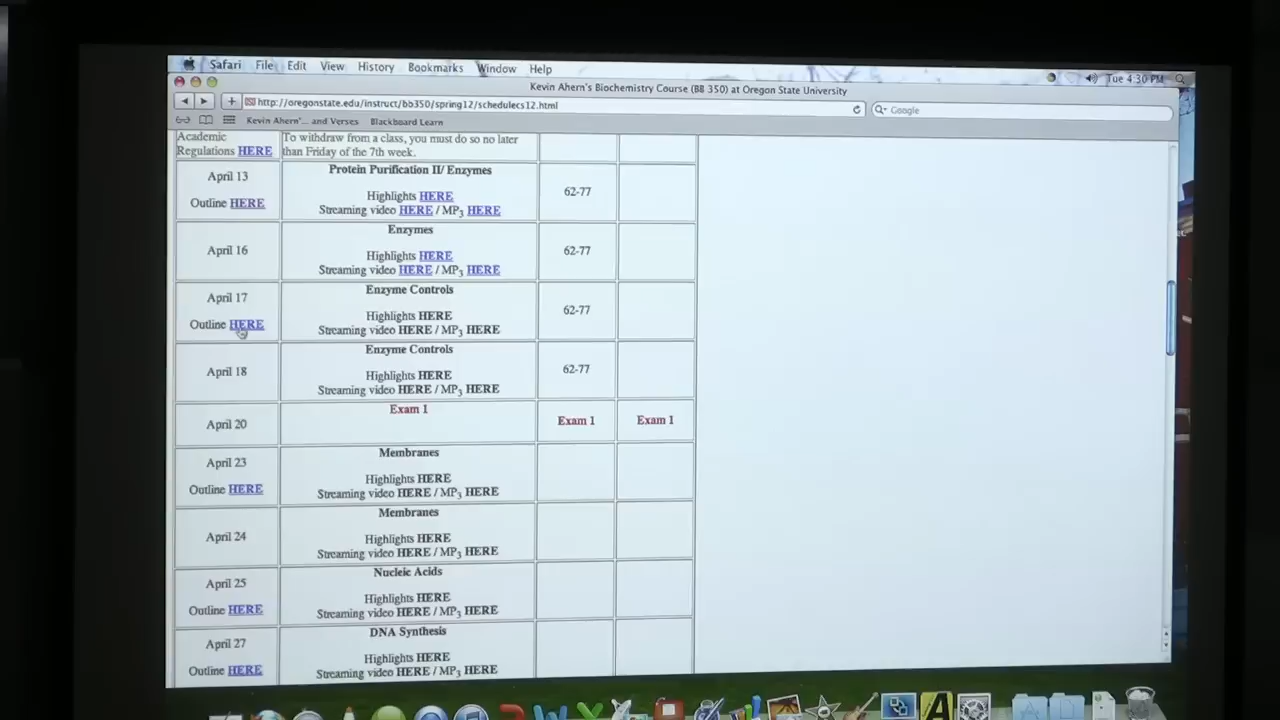 Safari File Edit View History Bookmarks Window Help
Tue 4:30 PM
Kevin Ahern's Biochemistry Course (BB 350) at Oregon State University
http://oregonstate.edu/instruct/bb350/spring12/schedulecs12.html
Google
Kevin Ahern'... and Verses Blackboard Learn
Academic
Regulations HERE
To withdraw from a class, you must do so no later
than Friday of the 7th week.
April 13
Outline HERE
Protein Purification II/ Enzymes
Highlights HERE
Streaming video HERE / MP3 HERE
62-77
April 16
Enzymes
Highlights HERE
Streaming video HERE / MP3 HERE
62-77
April 17
Outline HERE
Enzyme Controls
Highlights HERE
Streaming video HERE / MP3 HERE
62-77
April 18
Enzyme Controls
Highlights HERE
Streaming video HERE / MP3 HERE
62-77
April 20
Exam 1
Exam 1
Exam 1
April 23
Outline HERE
Membranes
Highlights HERE
Streaming video HERE / MP3 HERE
April 24
Membranes
Highlights HERE
Streaming video HERE / MP3 HERE
April 25
Outline HERE
Nucleic Acids
Highlights HERE
Streaming video HERE / MP3 HERE
April 27
Outline HERE
DNA Synthesis
Highlights HERE
Streaming video HERE / MP3 HERE